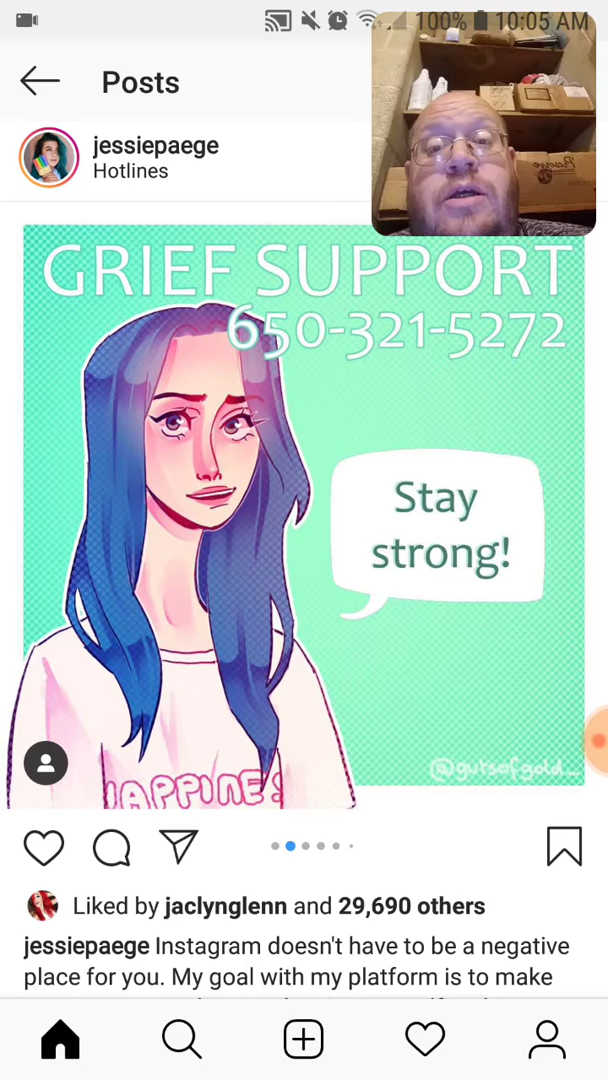 100% 10:05 AM
Posts
jessiepaege
Hotlines
GRIEF SUPPORT
650-321-5272
Stay
strong!
HAPPINES
@gutsofgold_
Liked by jaclynglenn and 29,690 others
jessiepaege Instagram doesn't have to be a negative
place for you. My goal with my platform is to make